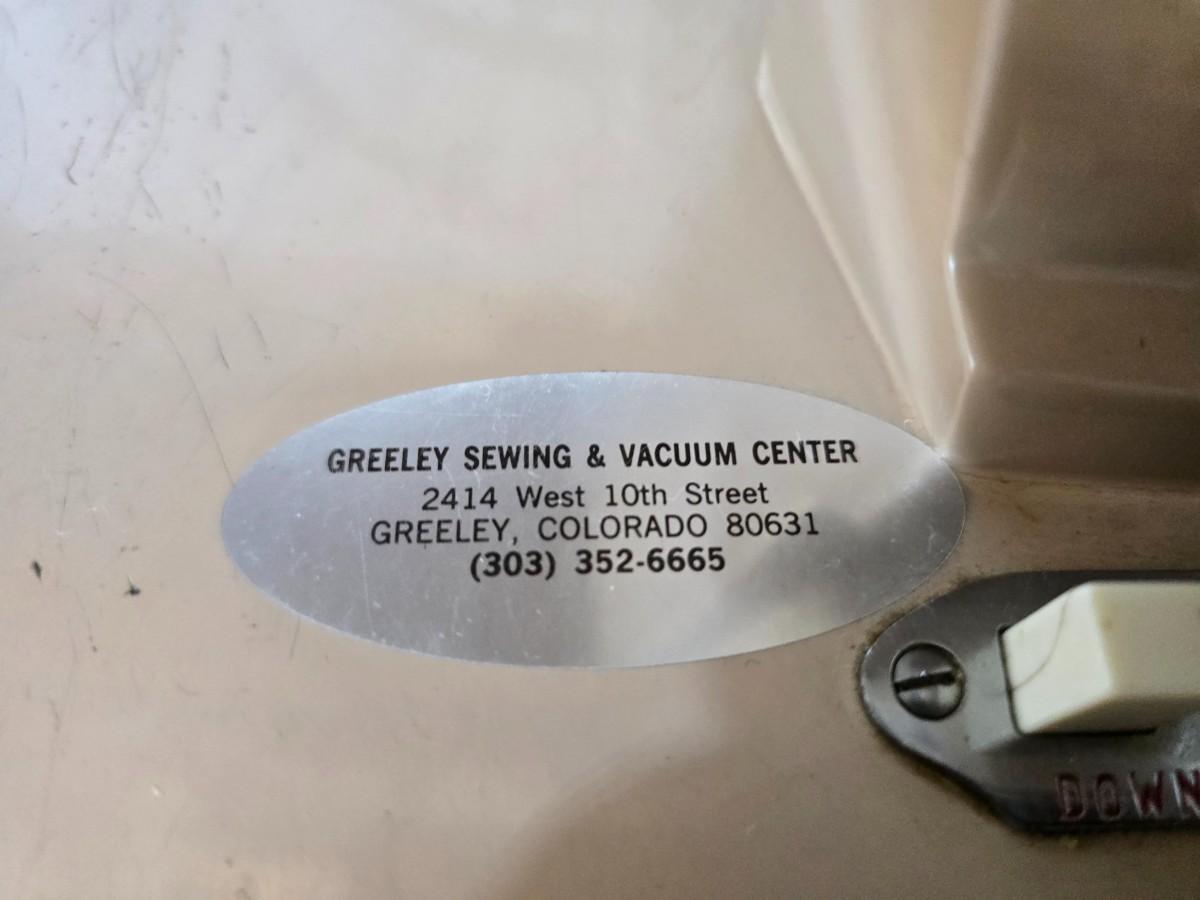 GREELEY SEWING & VACUUM CENTER
2414 West 10th Street
GREELEY, COLORADO 80631
(303) 352-6665
DOWN